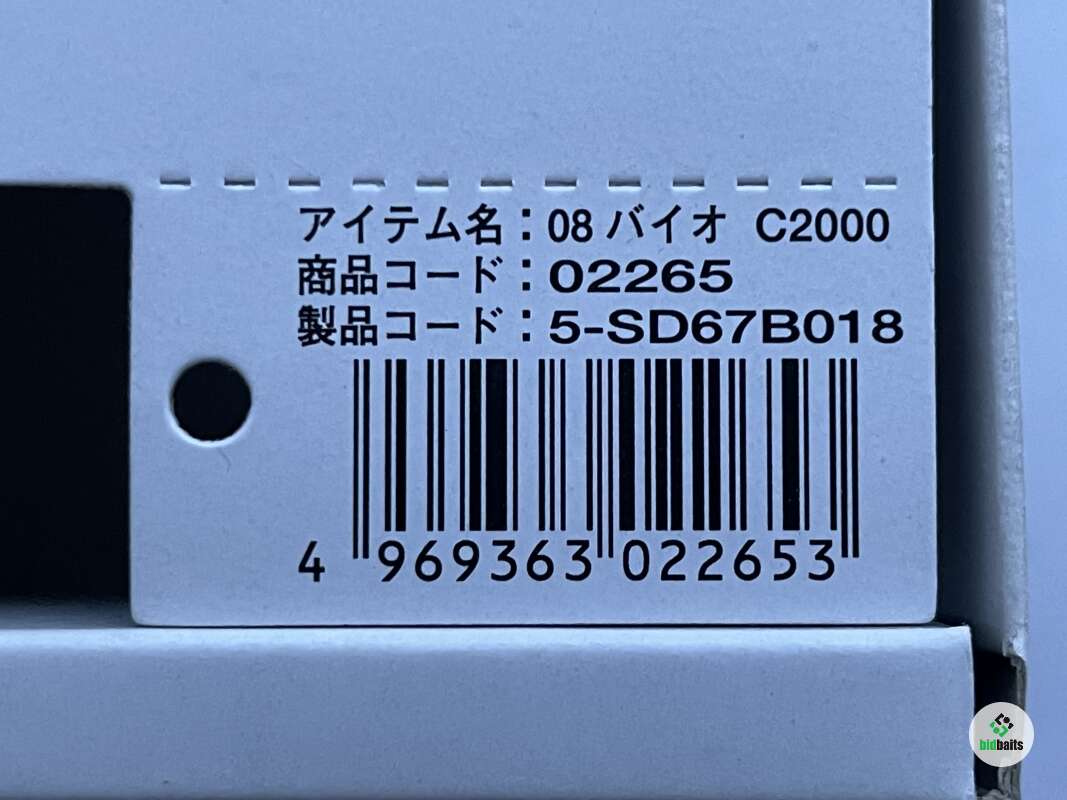 アイテム名：08 バイオ C2000
商品コード：02265
製品コード：5-SD67B018
4 969363 022653
bidbaits